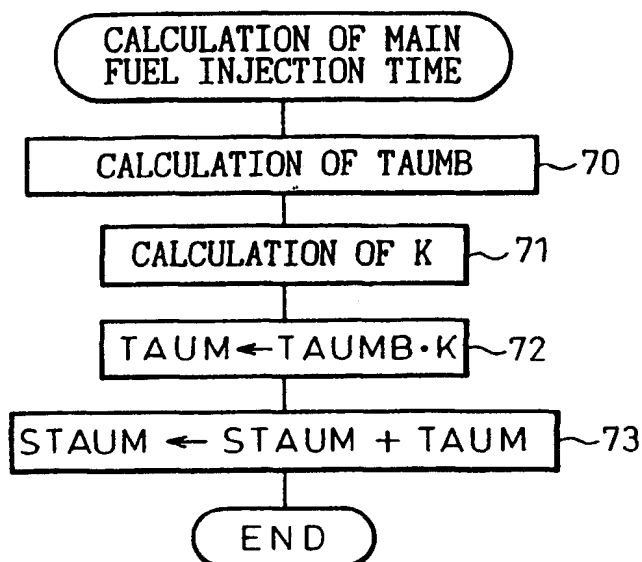 CALCULATION OF MAIN
FUEL INJECTION TIME
CALCULATION OF TAUMB
70
CALCULATION OF K
71
TAUM←TAUMB·K
72
STAUM ← STAUM + TAUM
73
END